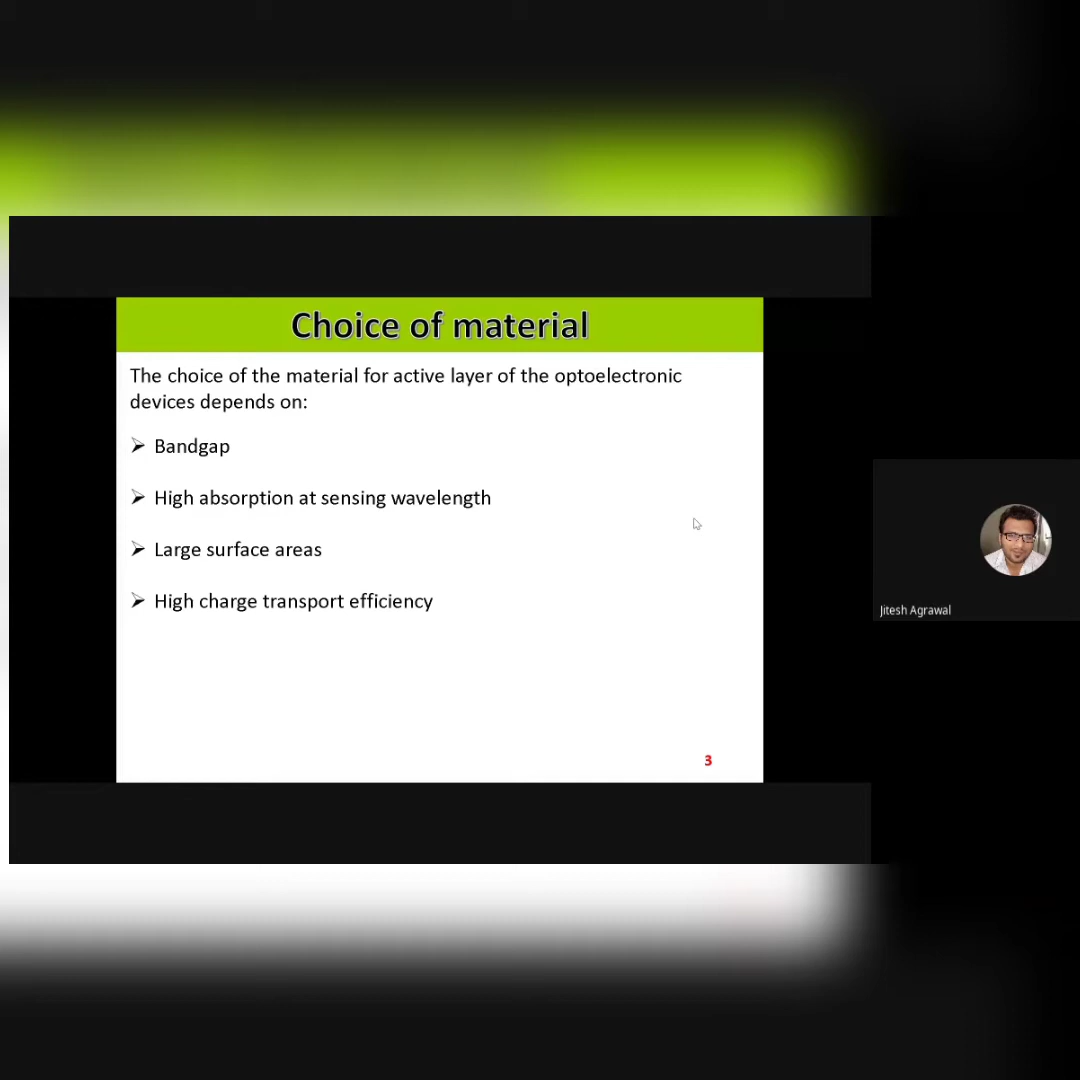 Choice of material
The choice of the material for active layer of the optoelectronic
devices depends on:
➢ Bandgap
➢ High absorption at sensing wavelength
➢ Large surface areas
➢ High charge transport efficiency
3
Jitesh Agrawal